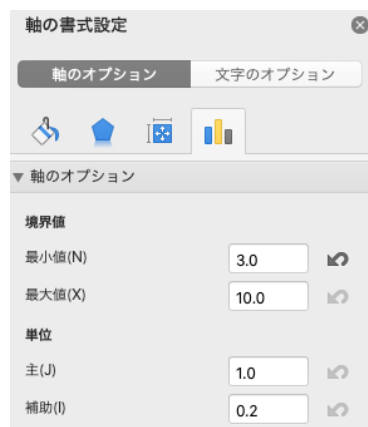 軸の書式設定
軸のオプション 文字のオプション
軸のオプション
境界値
最小値(N) 3.0
最大値(X) 10.0
単位
主(J) 1.0
補助(I) 0.2